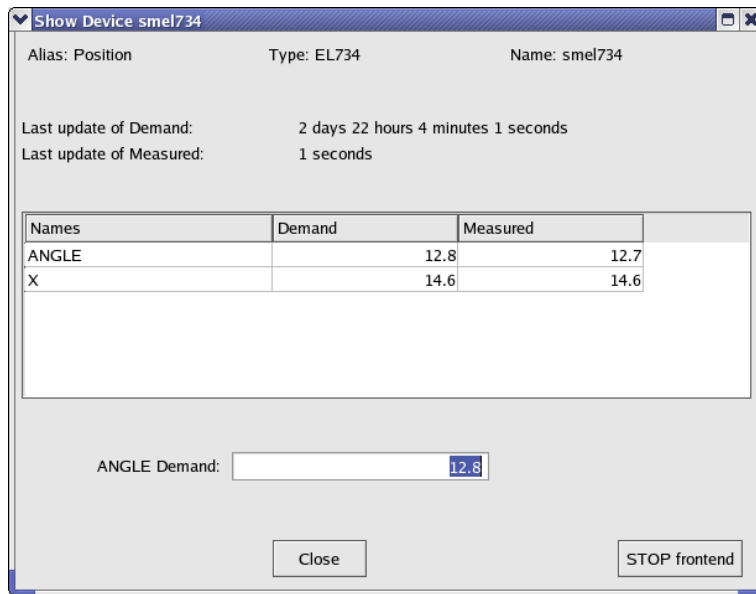 Show Device smel734
Alias: Position Type: EL734 Name: smel734
Last update of Demand: 2 days 22 hours 4 minutes 1 seconds
Last update of Measured: 1 seconds
Names Demand Measured
ANGLE 12.8 12.7
X 14.6 14.6
ANGLE Demand: 12.8
Close STOP frontend